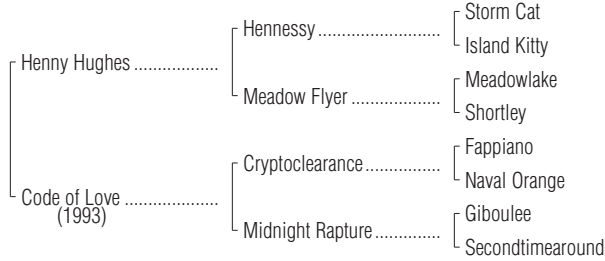 Storm Cat
Hennessy
Island Kitty
Henny Hughes
Meadowlake
Meadow Flyer
Shortley
Fappiano
Cryptoclearance
Naval Orange
Code of Love
(1993)
Giboulee
Midnight Rapture
Secondtimearound